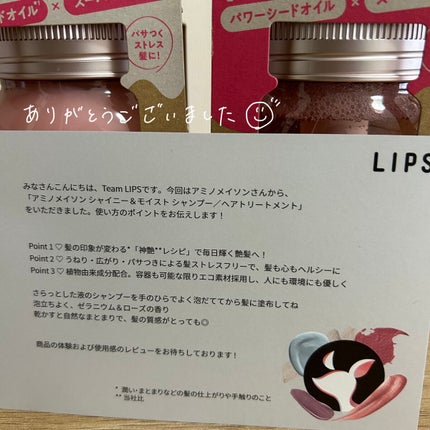 ドオイル
×
パサつく
ストレス
髪に!
パワーシードオイル
×
ありがとうございました
LIPS
みなさんこんにちは、Team LIPSです。今回はアミノメイソンさんから、
「アミノメイソン シャイニー&モイスト シャンプー/ヘアトリートメント」
をいただきました。使い方のポイントをお伝えします!
Point 1♡ 髪の印象が変わる*「神艶**レシピ」で毎日輝く艶髪へ!
Point 2♡ うねり・広がり・パサつきによる髪ストレスフリーで、髪も心もヘルシーに
Point 3♡ 植物由来成分配合。容器も可能な限りエコ素材採用し、人にも環境にも優しく
さらっとした液のシャンプーを手のひらでよく泡だててから髪に塗布してね
泡立ちよく、ゼラニウム&ローズの香り
乾かすと自然なまとまりで、髪の質感がとっても◎
商品の体験および使用感のレビューをお待ちしております!
* 潤い・まとまりなどの髪の仕上がりや手触りのこと
** 当社比